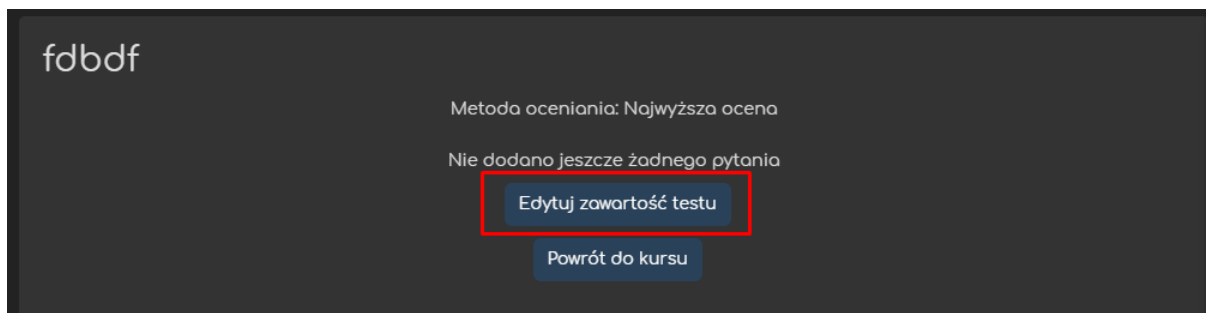 fdbdf
Metoda oceniania: Najwyższa ocena
Nie dodano jeszcze żadnego pytania
Edytuj zawartość testu
Powrót do kursu